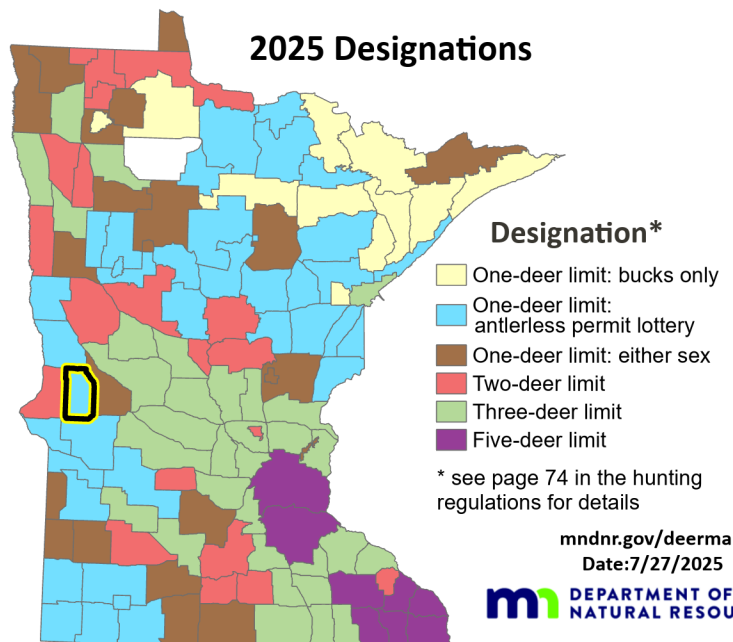 2025 Designations
Designation*
One-deer limit: bucks only
One-deer limit:
antlerless permit lottery
One-deer limit: either sex
Two-deer limit
Three-deer limit
Five-deer limit
* see page 74 in the hunting
regulations for details
mndnr.gov/deerma
Date:7/27/2025
DEPARTMENT OF
NATURAL RESOU